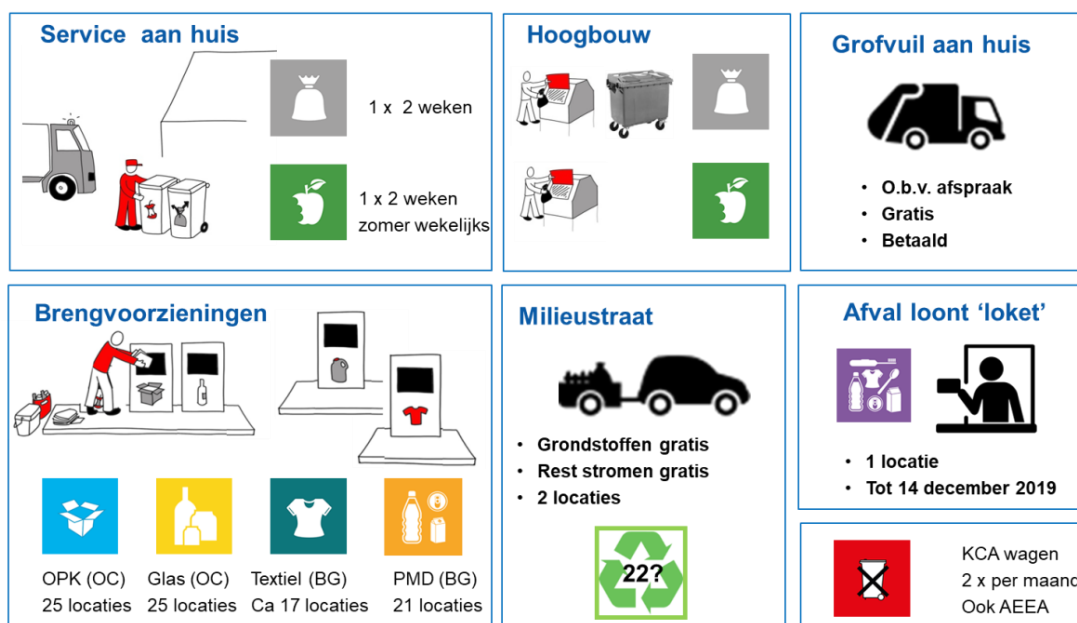 Service aan huis
1 x 2 weken
1 x 2 weken
zomer wekelijks
Hoogbouw
Grofvuil aan huis
• O.b.v. afspraak
• Gratis
• Betaald
Brengvoorzieningen
OPK (OC)
25 locaties
Glas (OC)
25 locaties
Textiel (BG)
Ca 17 locaties
PMD (BG)
21 locaties
Milieustraat
• Grondstoffen gratis
• Rest stromen gratis
• 2 locaties
22?
Afval loont ‘loket’
• 1 locatie
• Tot 14 december 2019
KCA wagen
2 x per maand
Ook AEEA